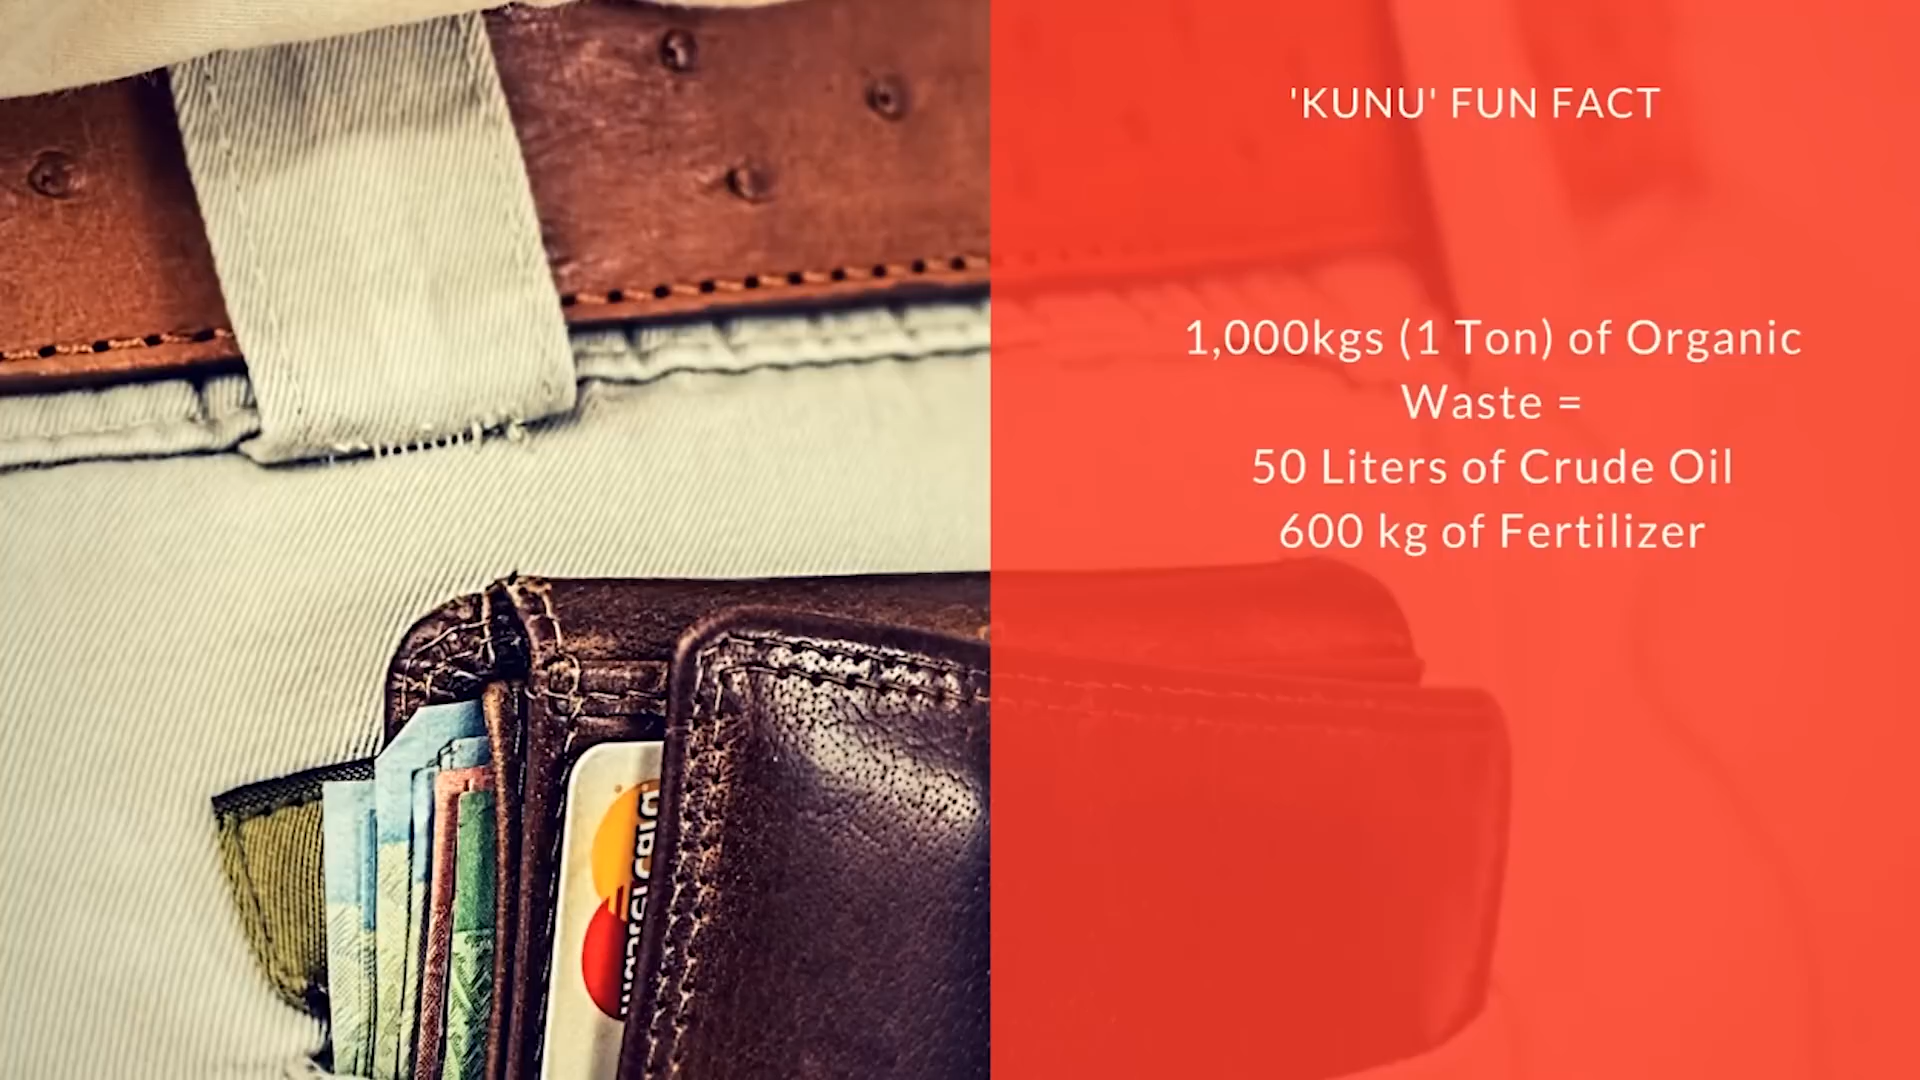 'KUNU' FUN FACT
1,000kgs (1 Ton) of Organic
Waste =
50 Liters of Crude Oil
600 kg of Fertilizer